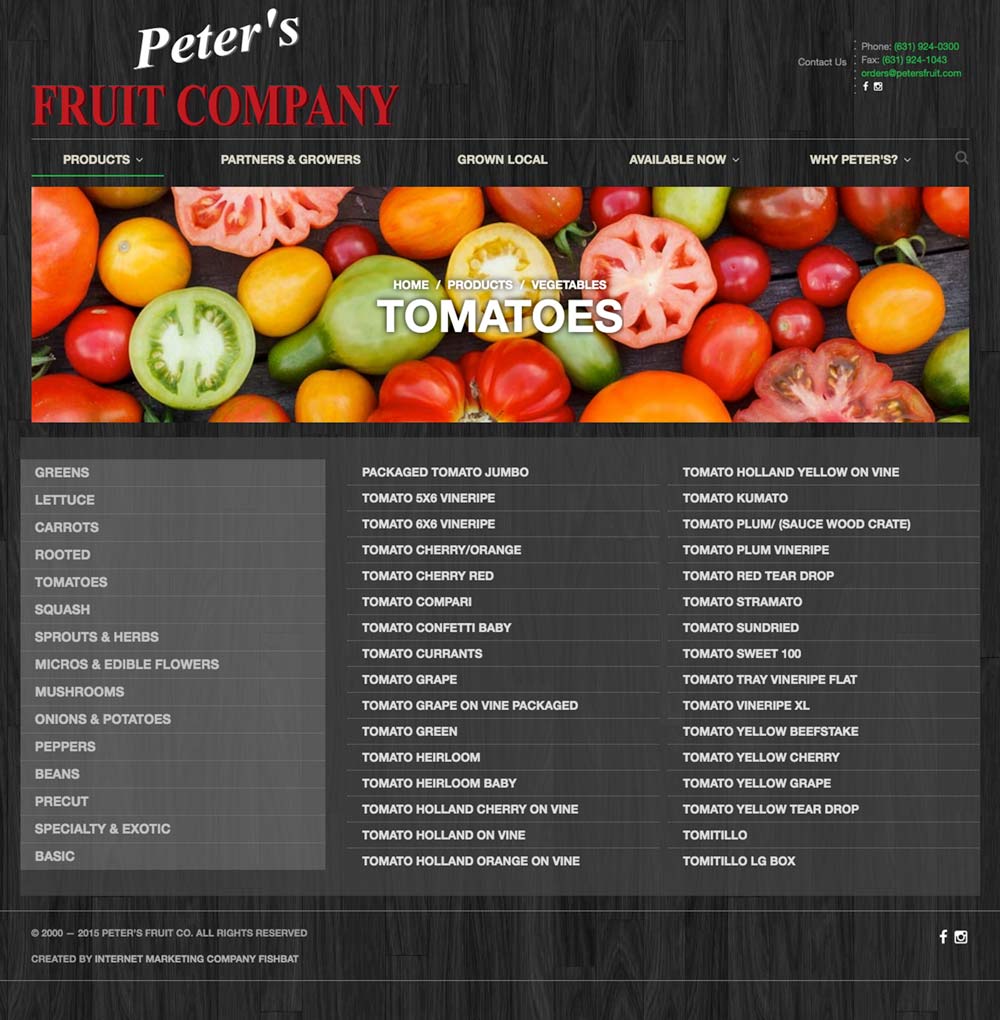 Peter's
FRUIT COMPANY
Contact Us
Phone: (631) 924-0300
Fax: (631) 924-1043
orders@petersfruit.com
PRODUCTS
PARTNERS & GROWERS
GROWN LOCAL
AVAILABLE NOW
WHY PETER'S?
HOME / PRODUCTS / VEGETABLES
TOMATOES
GREENS
LETTUCE
CARROTS
ROOTED
TOMATOES
SQUASH
SPROUTS & HERBS
MICROS & EDIBLE FLOWERS
MUSHROOMS
ONIONS & POTATOES
PEPPERS
BEANS
PRECUT
SPECIALTY & EXOTIC
BASIC
PACKAGED TOMATO JUMBO
TOMATO 5X6 VINERIPE
TOMATO 6X6 VINERIPE
TOMATO CHERRY/ORANGE
TOMATO CHERRY RED
TOMATO COMPARI
TOMATO CONFETTI BABY
TOMATO CURRANTS
TOMATO GRAPE
TOMATO GRAPE ON VINE PACKAGED
TOMATO GREEN
TOMATO HEIRLOOM
TOMATO HEIRLOOM BABY
TOMATO HOLLAND CHERRY ON VINE
TOMATO HOLLAND ON VINE
TOMATO HOLLAND ORANGE ON VINE
TOMATO HOLLAND YELLOW ON VINE
TOMATO KUMATO
TOMATO PLUM/ (SAUCE WOOD CRATE)
TOMATO PLUM VINERIPE
TOMATO RED TEAR DROP
TOMATO STRAMATO
TOMATO SUNDRIED
TOMATO SWEET 100
TOMATO TRAY VINERIPE FLAT
TOMATO VINERIPE XL
TOMATO YELLOW BEEFSTAKE
TOMATO YELLOW CHERRY
TOMATO YELLOW GRAPE
TOMATO YELLOW TEAR DROP
TOMITILLO
TOMITILLO LG BOX
© 2000 — 2015 PETER'S FRUIT CO. ALL RIGHTS RESERVED
CREATED BY INTERNET MARKETING COMPANY FISHBAT